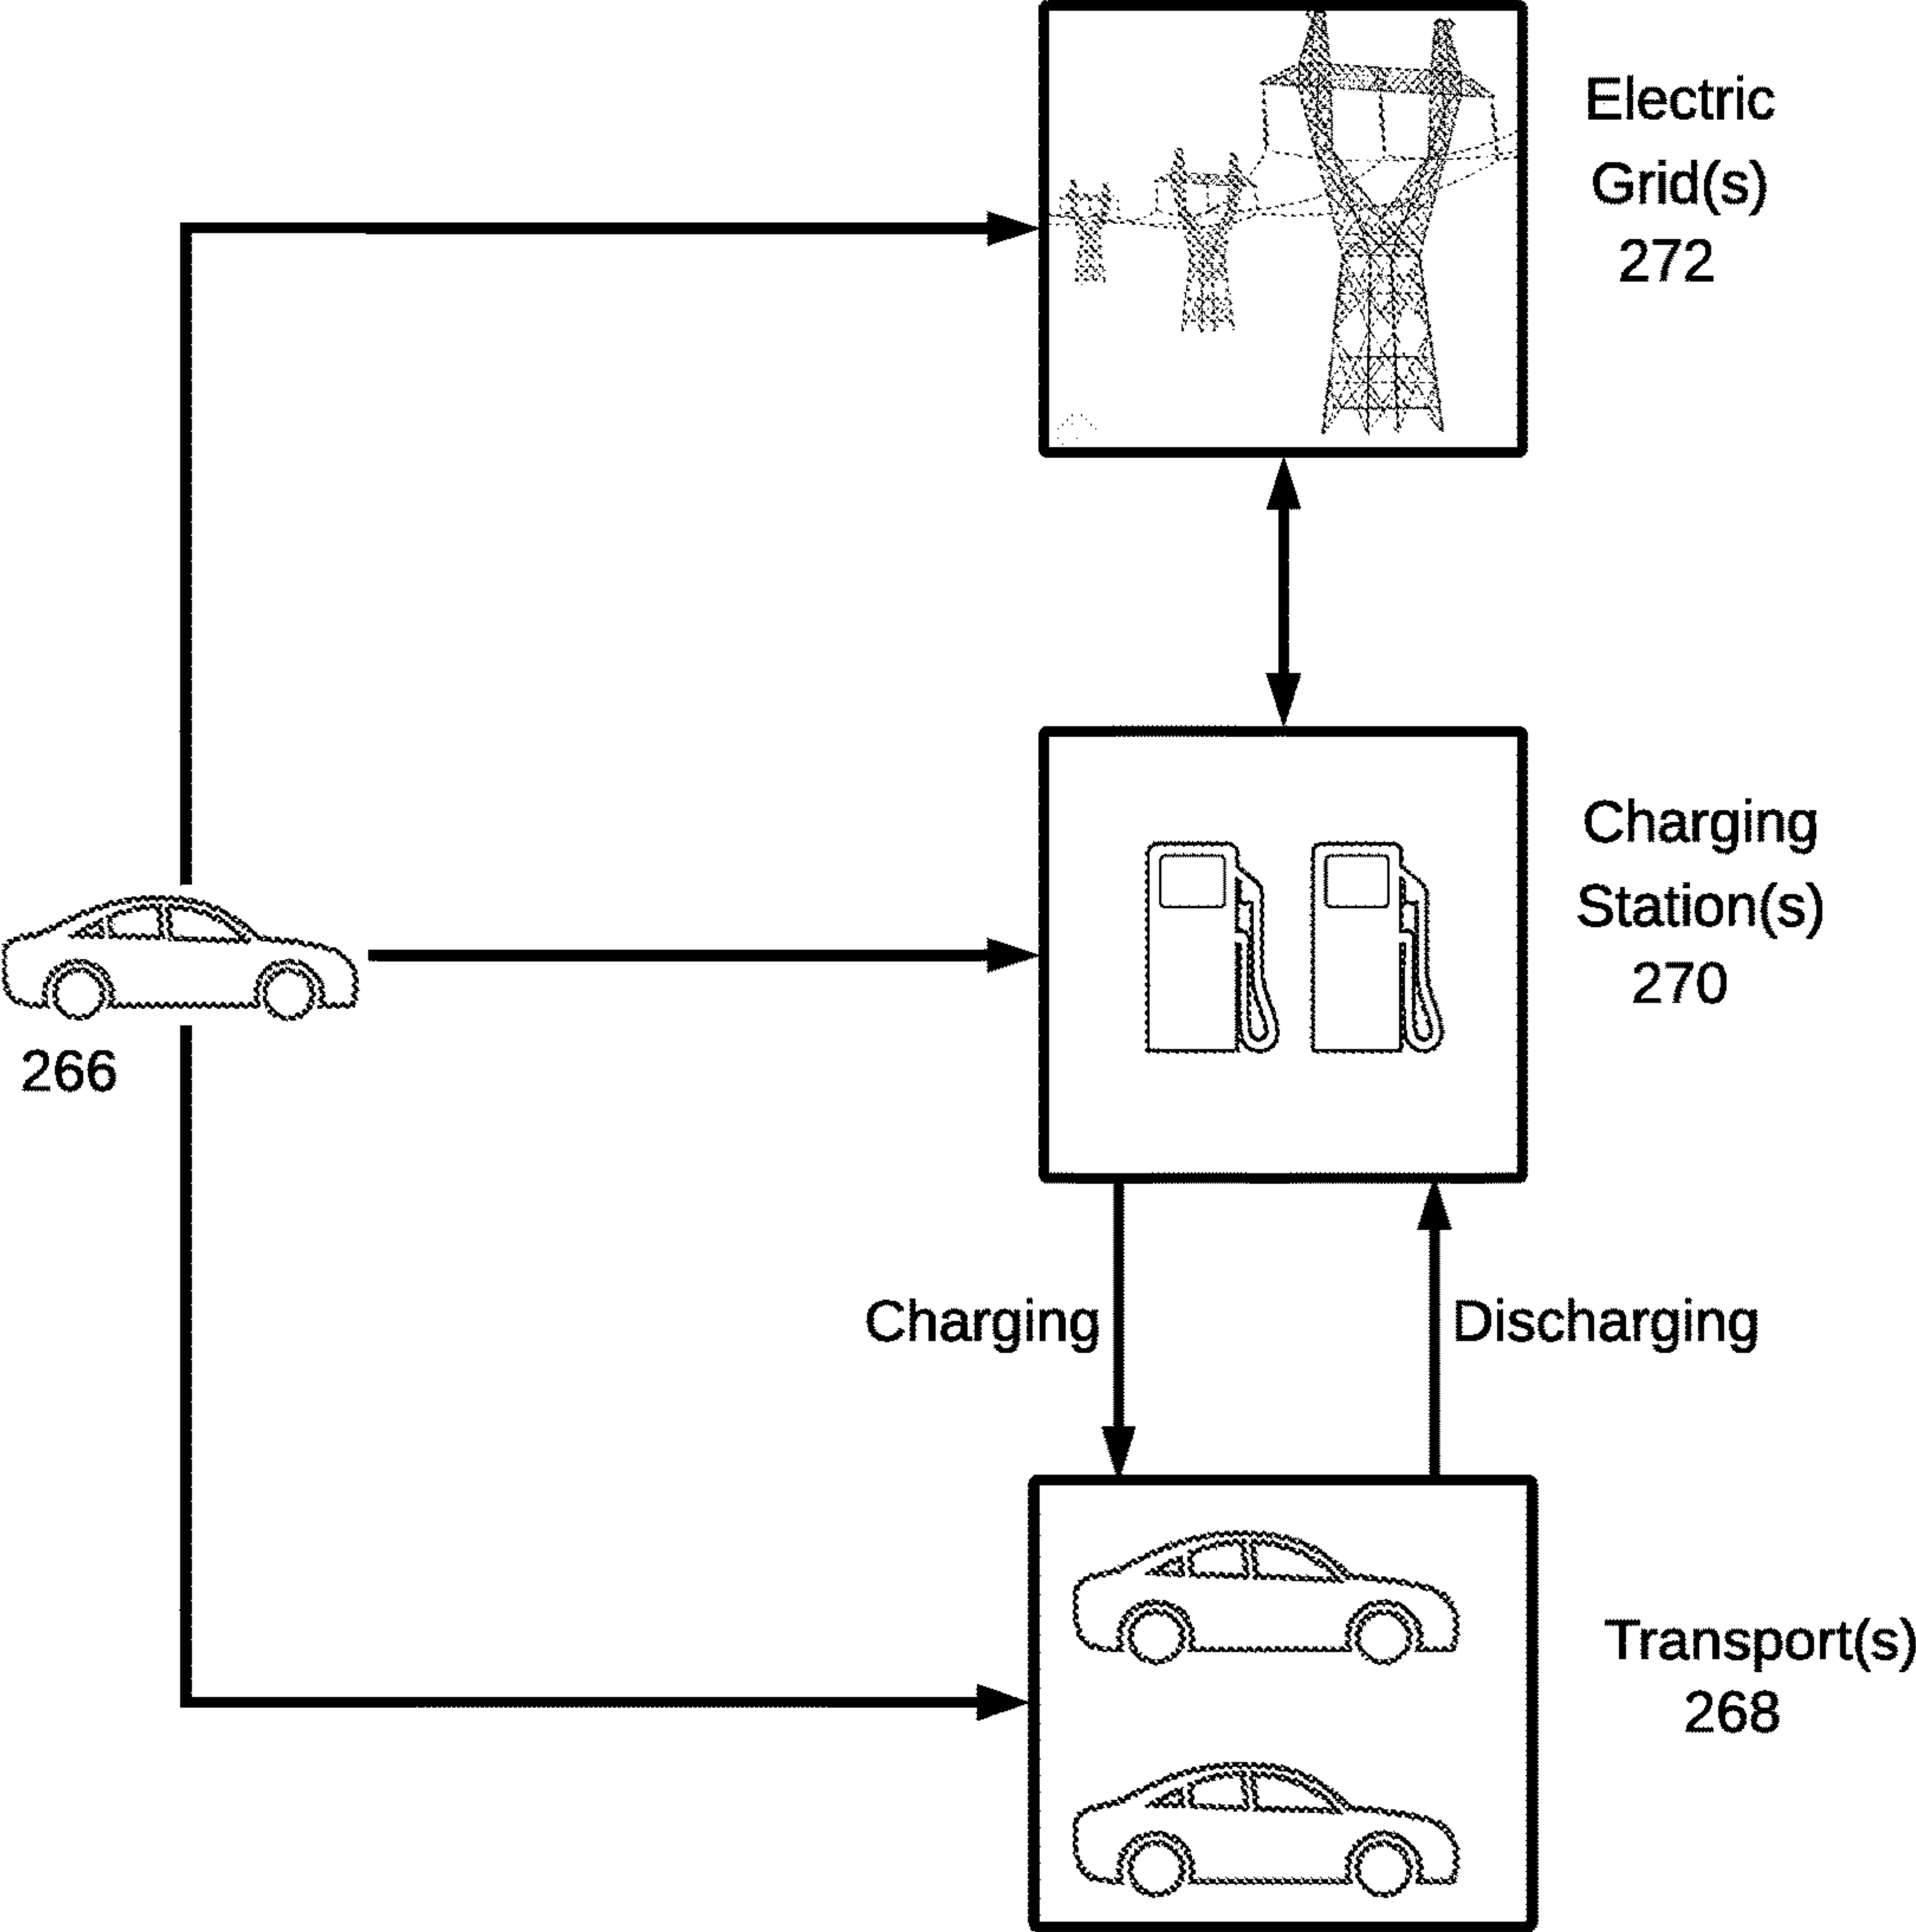 Electric
Grid(s)
272
Charging
Station(s)
270
266
Charging
Discharging
Transport(s)
268